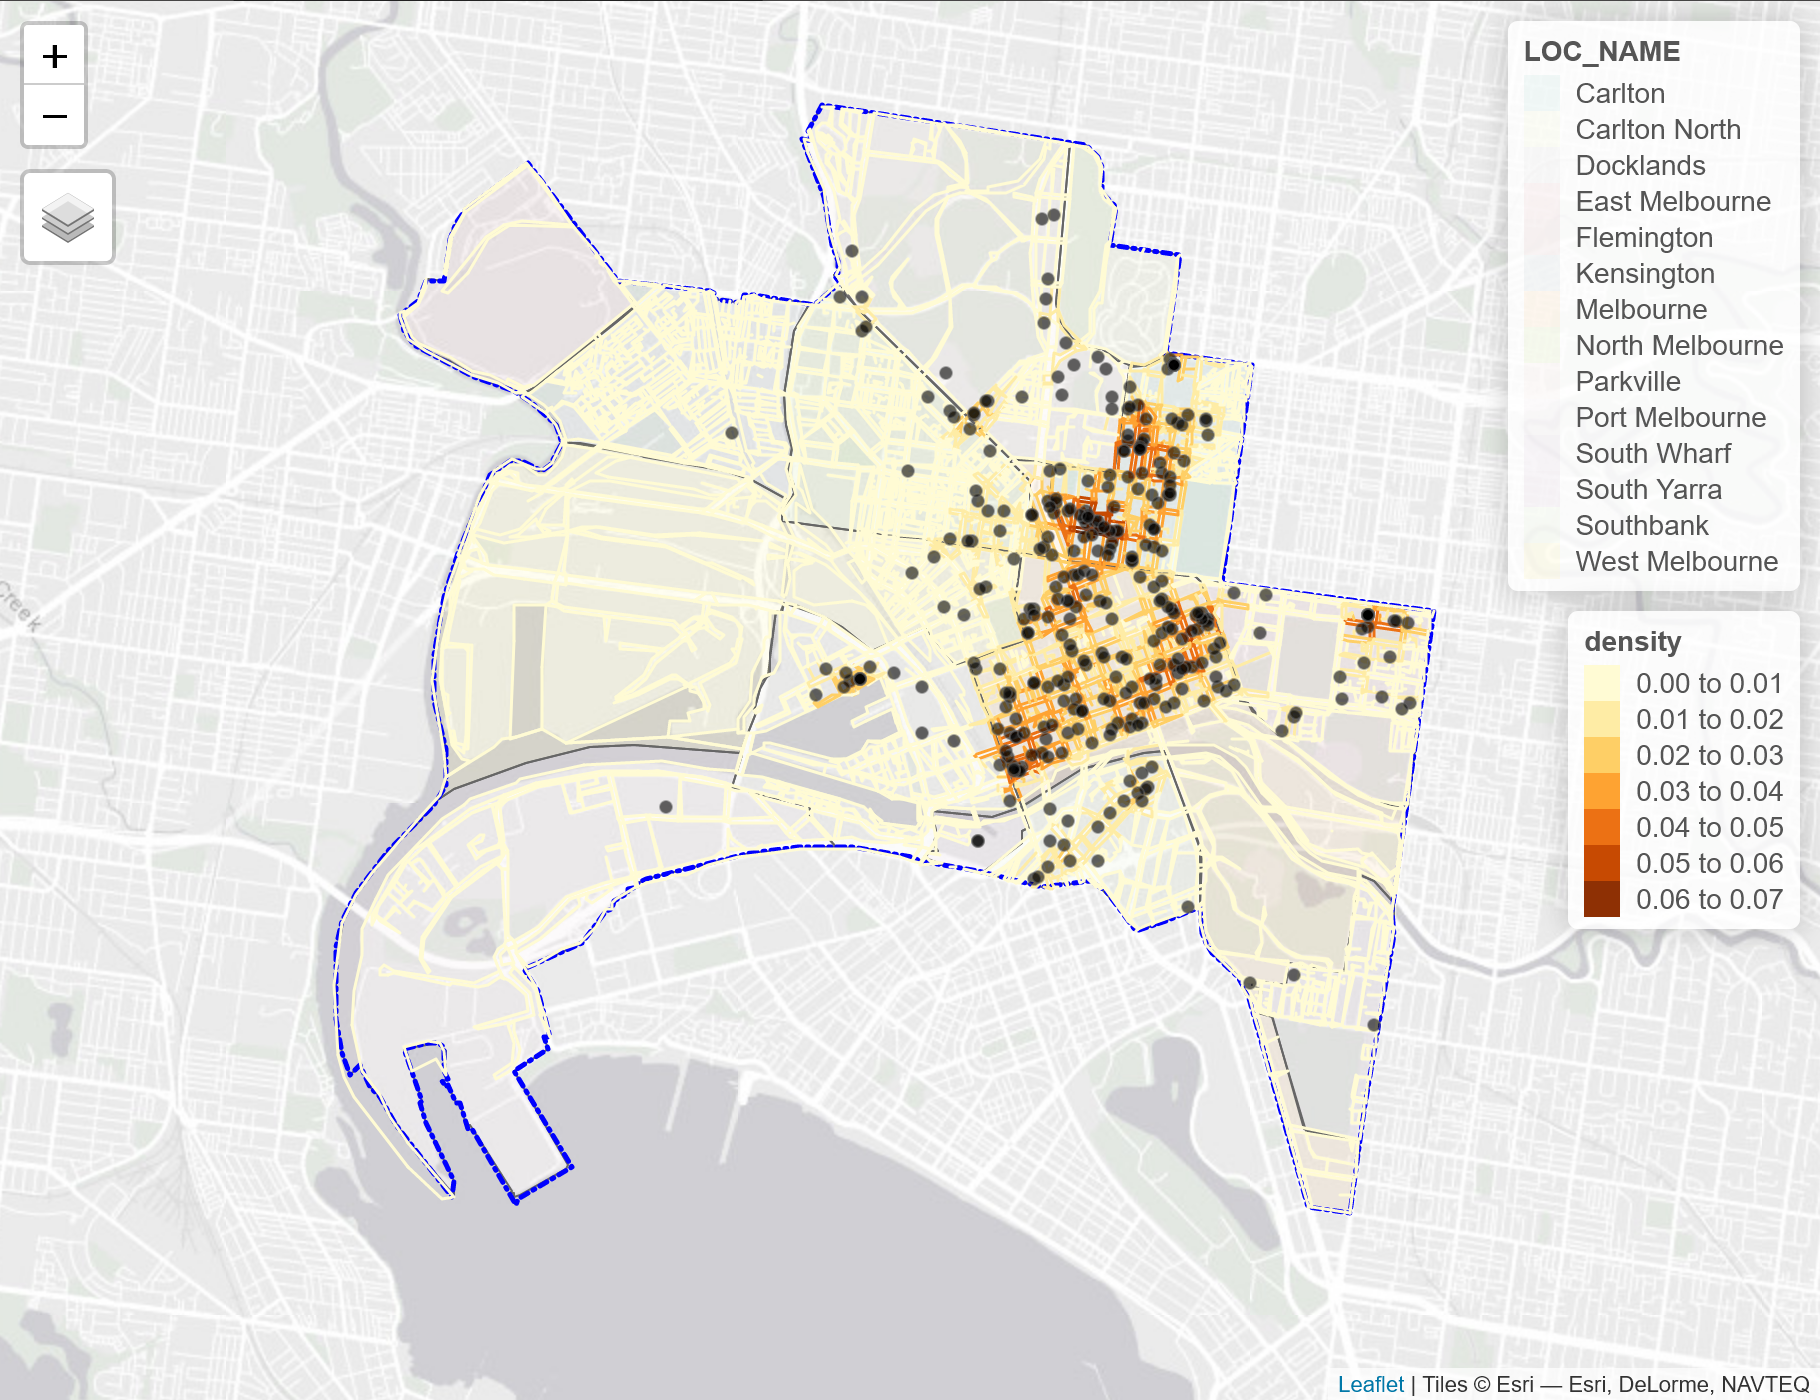 +
−
LOC_NAME
Carlton
Carlton North
Docklands
East Melbourne
Flemington
Kensington
Melbourne
North Melbourne
Parkville
Port Melbourne
South Wharf
South Yarra
Southbank
West Melbourne
density
0.00 to 0.01
0.01 to 0.02
0.02 to 0.03
0.03 to 0.04
0.04 to 0.05
0.05 to 0.06
0.06 to 0.07
Creek
Leaflet | Tiles © Esri — Esri, DeLorme, NAVTEQ